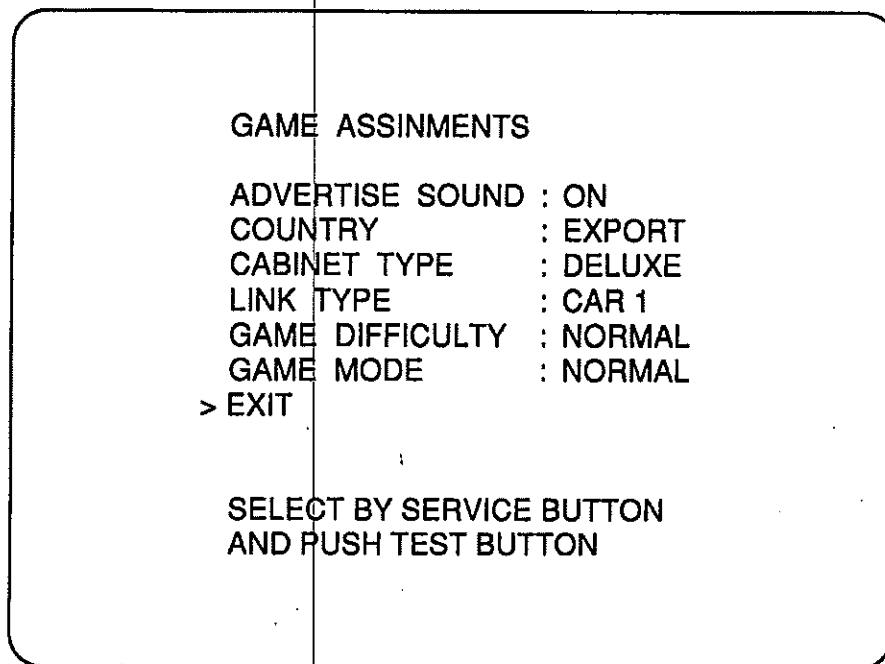 GAME ASSINMENTS
ADVERTISE SOUND : ON
COUNTRY : EXPORT
CABINET TYPE : DELUXE
LINK TYPE : CAR 1
GAME DIFFICULTY : NORMAL
GAME MODE : NORMAL
> EXIT
SELECT BY SERVICE BUTTON
AND PUSH TEST BUTTON